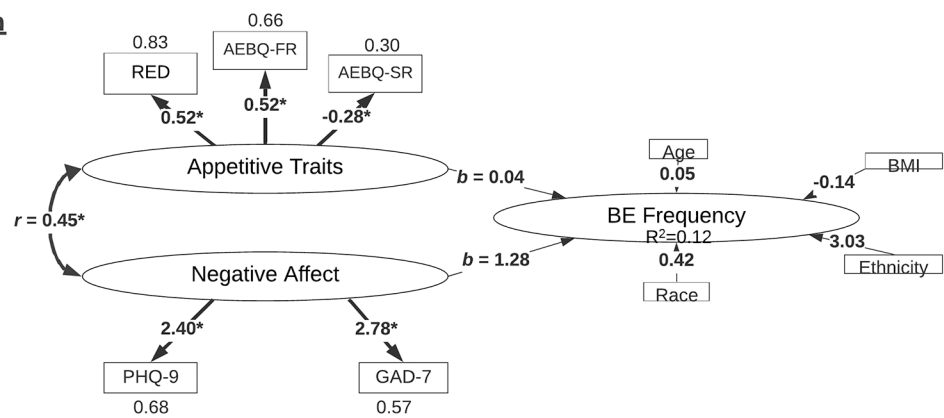 0.66
0.83
AEBQ-FR
0.30
RED
AEBQ-SR
0.52*
0.52*
-0.28*
Appetitive Traits
Age
BMI
b = 0.04
0.05
-0.14
r = 0.45*
BE Frequency
R²=0.12
3.03
Negative Affect
b = 1.28
0.42
Ethnicity
Race
2.40*
2.78*
PHQ-9
GAD-7
0.68
0.57